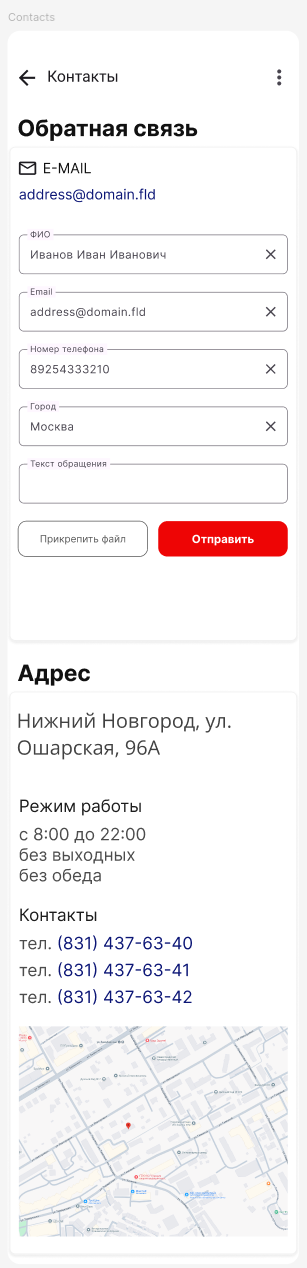 Contacts
Контакты
Обратная связь
E-MAIL
address@domain.fld
ФИО
Иванов Иван Иванович
Email
address@domain.fld
Номер телефона
89254333210
Город
Москва
Текст обращения
Прикрепить файл
Отправить
Адрес
Нижний Новгород, ул.
Ошарская, 96А
Режим работы
с 8:00 до 22:00
без выходных
без обеда
Контакты
тел. (831) 437-63-40
тел. (831) 437-63-41
тел. (831) 437-63-42